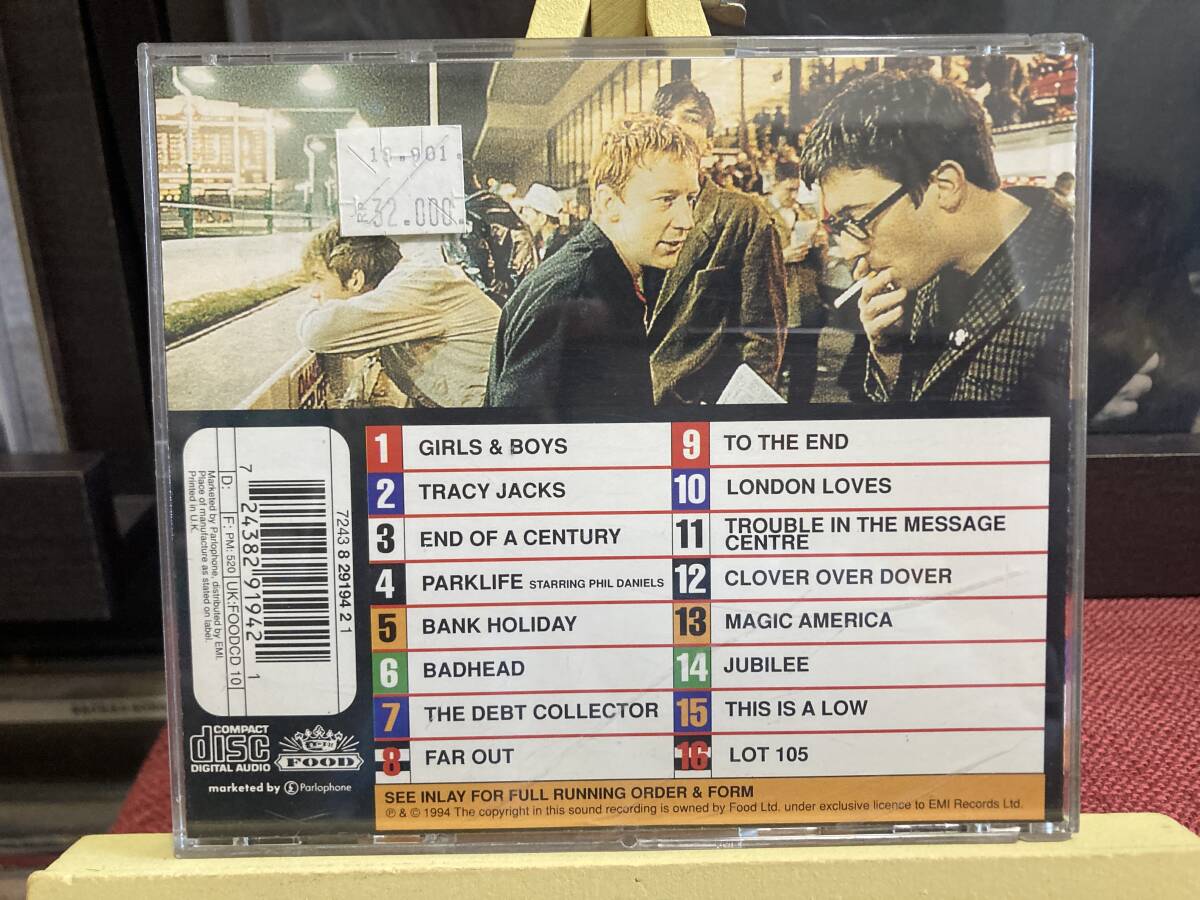 18.901.
RP.
32.000.
1 GIRLS & BOYS
2 TRACY JACKS
3 END OF A CENTURY
4 PARKLIFE STARRING PHIL DANIELS
5 BANK HOLIDAY
6 BADHEAD
7 THE DEBT COLLECTOR
8 FAR OUT
9 TO THE END
10 LONDON LOVES
11 TROUBLE IN THE MESSAGE
CENTRE
12 CLOVER OVER DOVER
13 MAGIC AMERICA
14 JUBILEE
15 THIS IS A LOW
16 LOT 105
SEE INLAY FOR FULL RUNNING ORDER & FORM
℗ & © 1994 The copyright in this sound recording is owned by Food Ltd. under exclusive licence to EMI Records Ltd.
7243 8 29194 2 1
7 24382 91942 1
D: F: PM: 520 UK:FOODCD 10
Marketed by Parlophone, distributed by EMI.
Place of manufacture as stated on label.
Printed in U.K.
COMPACT
disc
DIGITAL AUDIO
FOOD
marketed by £ Parlophone